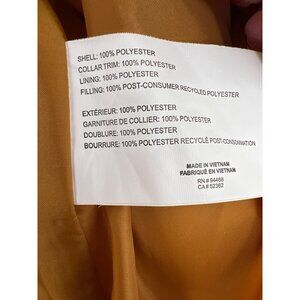 SHELL: 100% POLYESTER
COLLAR TRIM: 100% POLYESTER
LINING: 100% POLYESTER
FILLING: 100% POST-CONSUMER RECYCLED POLYESTER
EXTÉRIEUR: 100% POLYESTER
GARNITURE DE COLLIER: 100% POLYESTER
DOUBLURE: 100% POLYESTER
BOURRURE: 100% POLYESTER RECYCLÉ POST-CONSOMMATION
MADE IN VIETNAM
FABRIQUÉ EN VIETNAM
RN # 94466
CA # 52382